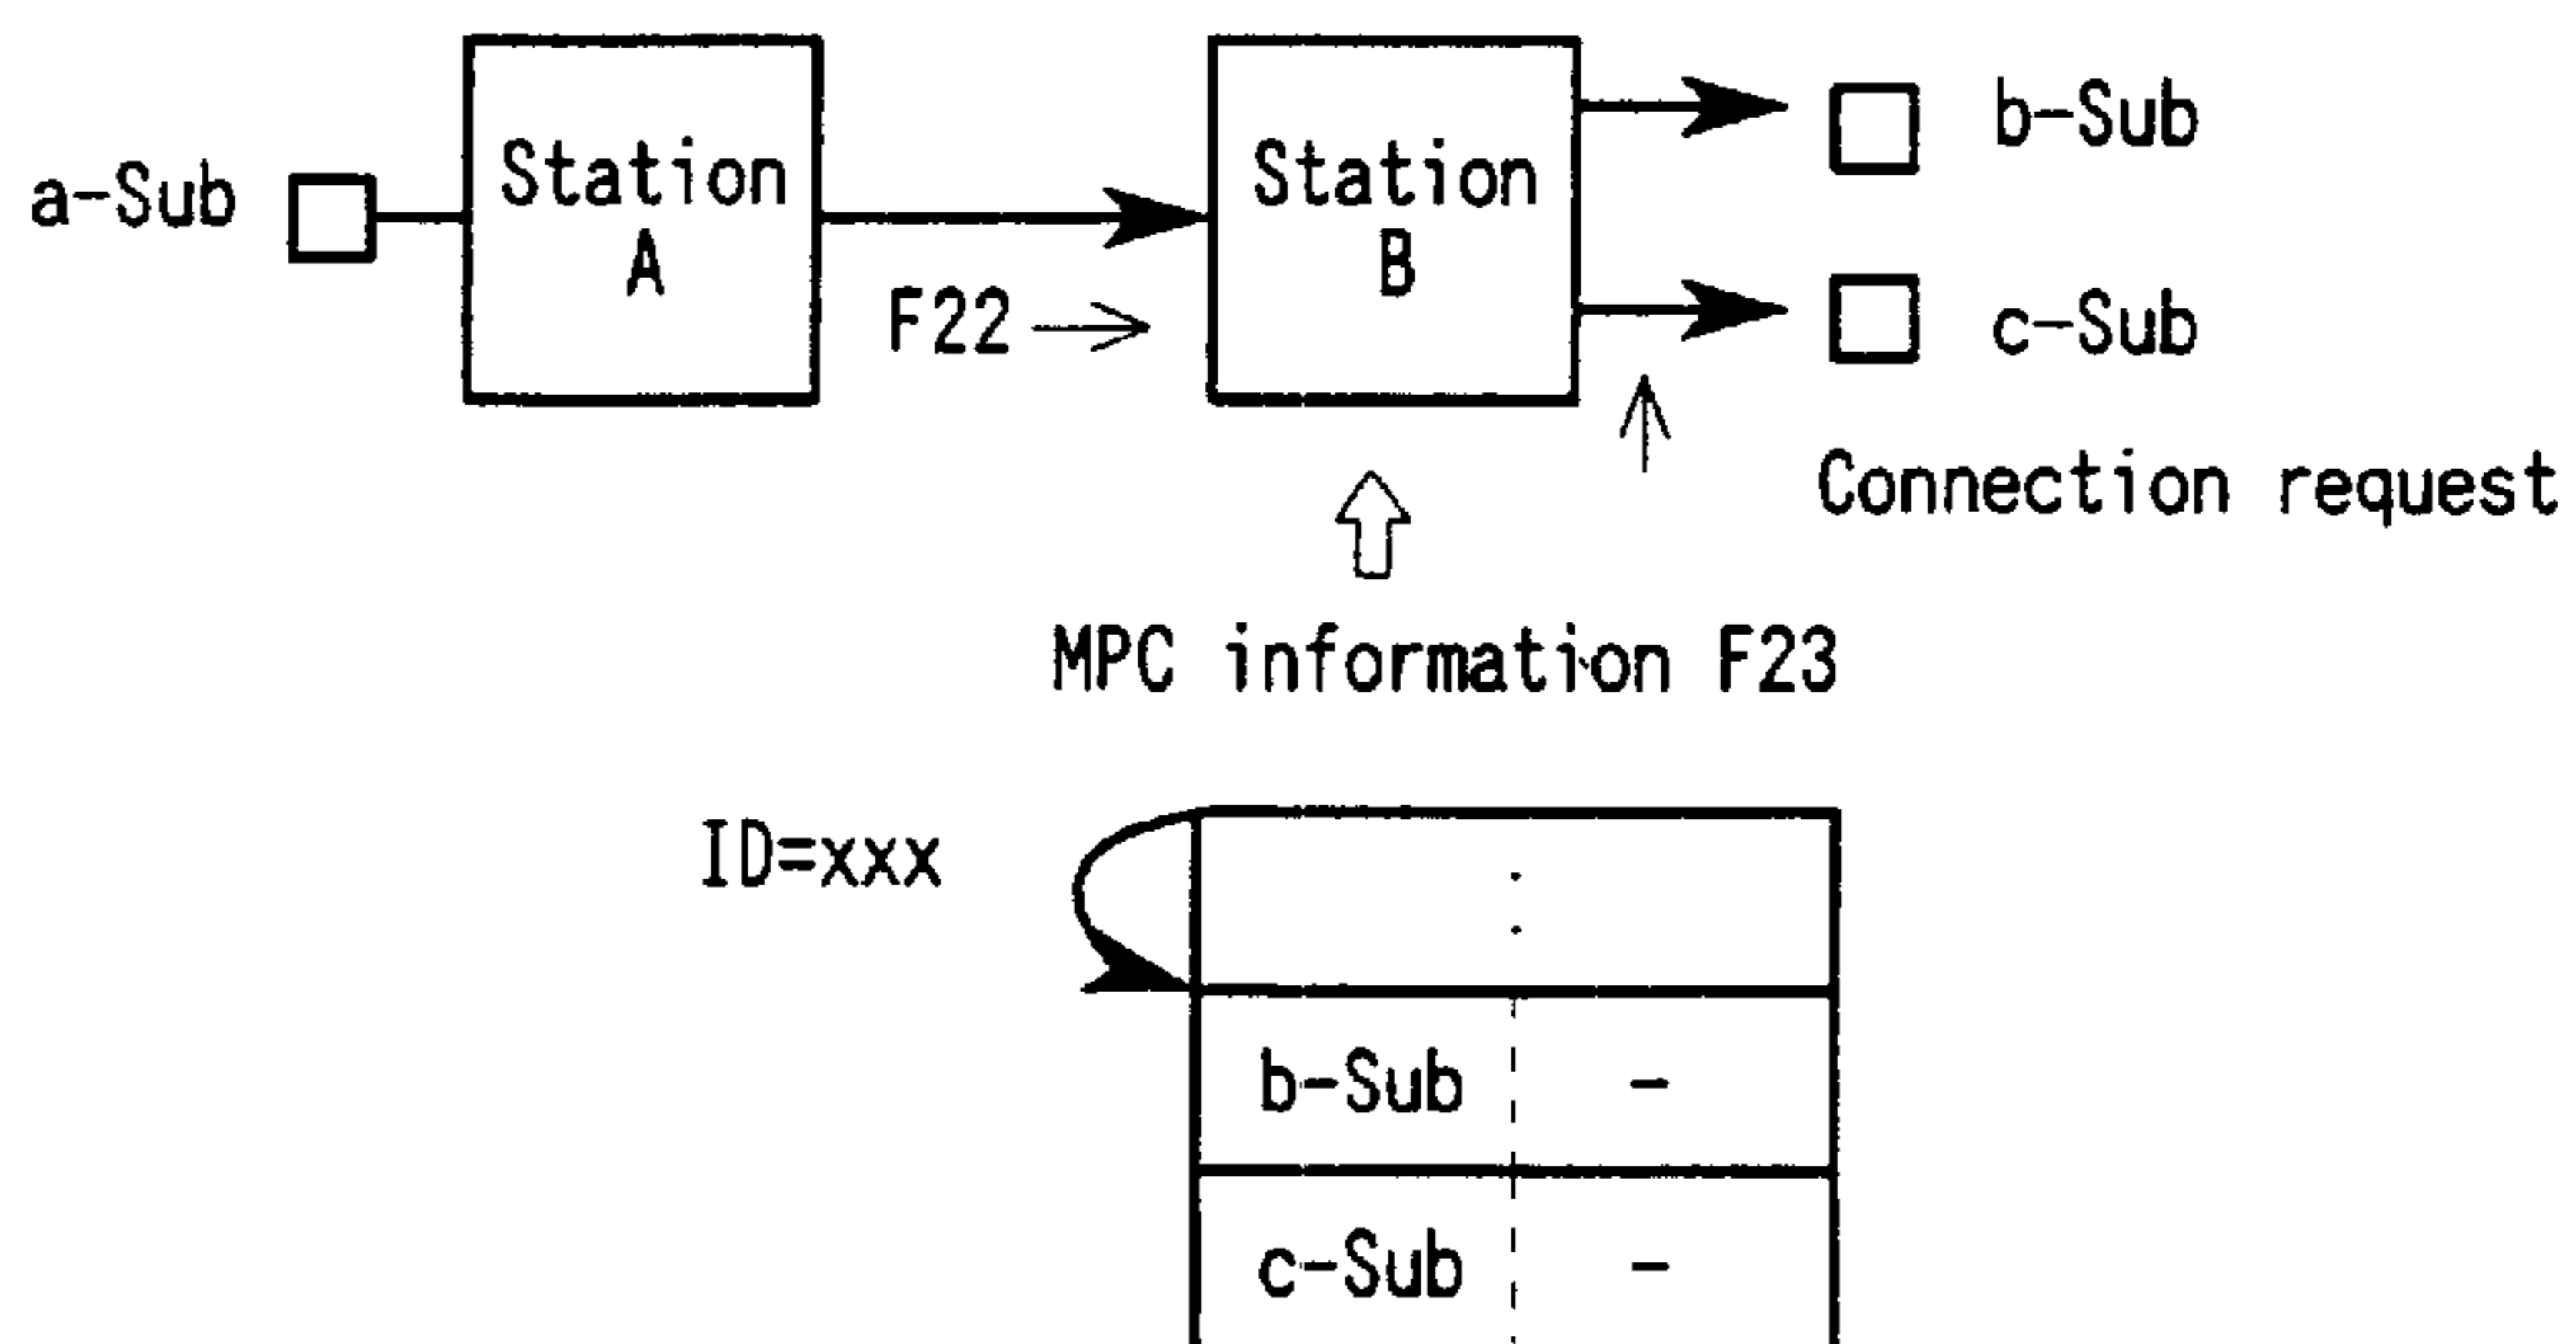 a-Sub
Station
A
F22
Station
B
b-Sub
c-Sub
Connection request
MPC information F23
ID=xxx
:
b-Sub -
c-Sub -